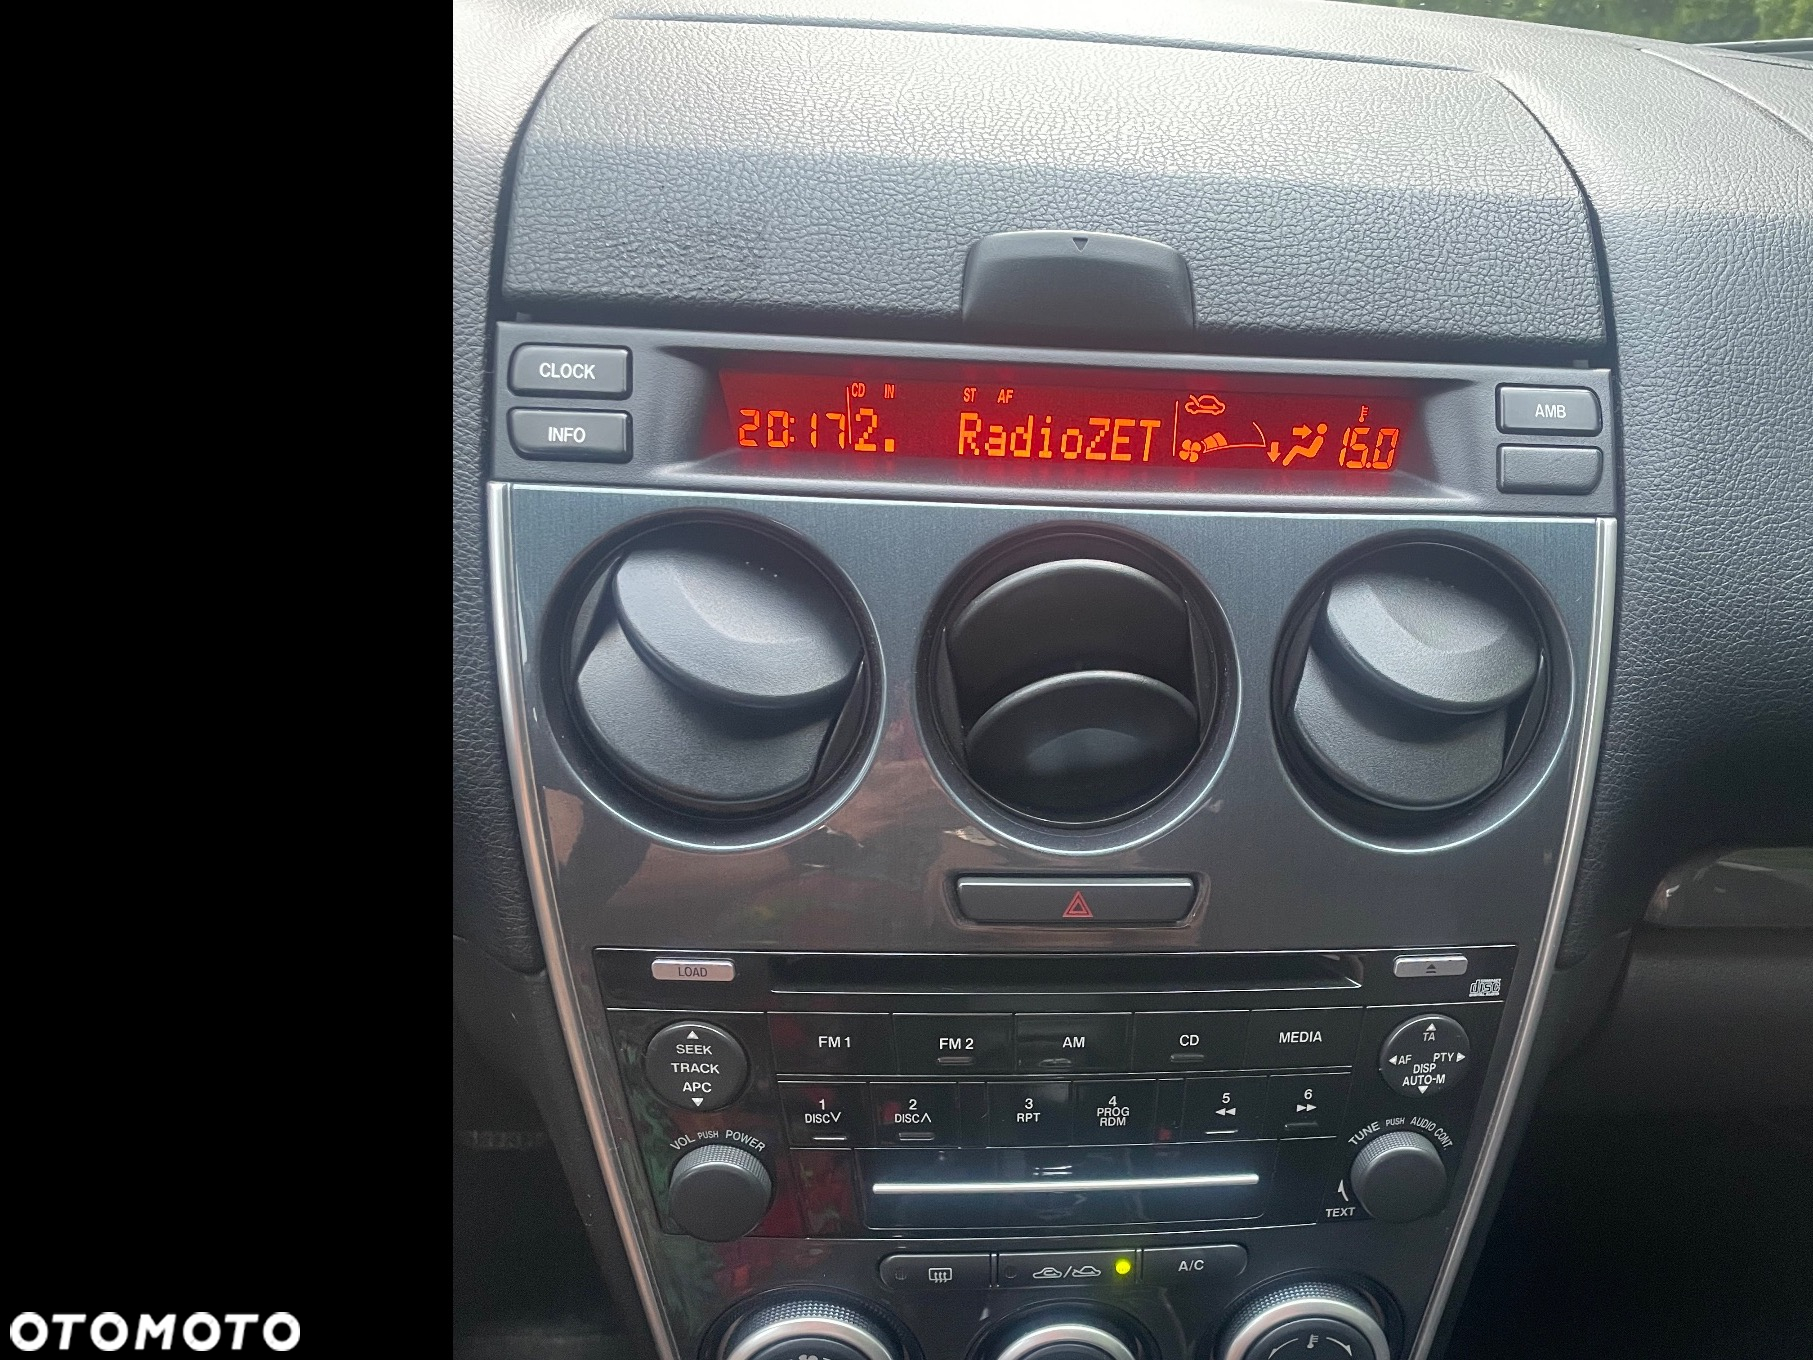 CLOCK
INFO
20:17 2. CD IN
ST AF
RadioZET
15.0
AMB
LOAD
disc
SEEK
TRACK
APC
FM 1
FM 2
AM
CD
MEDIA
TA
AF PTY
DISP
AUTO-M
1
DISC
2
DISC
3
RPT
4
PROG
RDM
5
6
VOL PUSH POWER
TUNE PUSH AUDIO CONT
TEXT
A/C
OTOMOTO